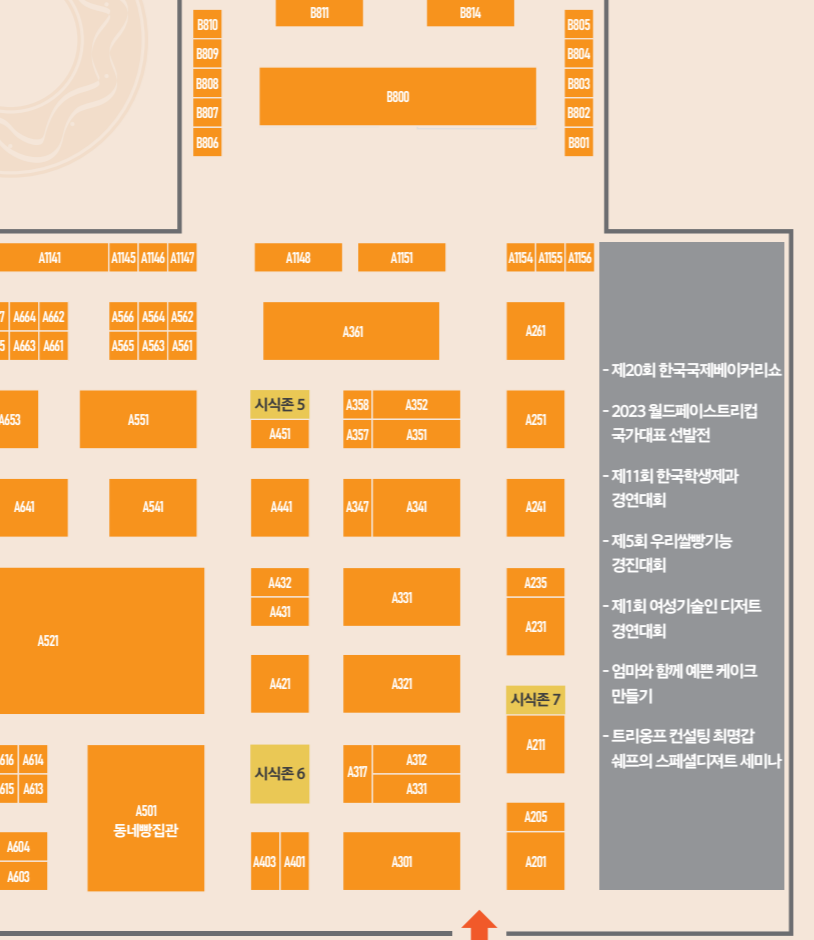 B811 B814
B810 B805
B809 B804
B808 B803
B800
B807 B802
B806 B801
A1141 A1145 A1146 A1147 A1148 A1151 A1154 A1155 A1156
A664 A662 A566 A564 A562
A361 A261
A663 A661 A565 A563 A561
- 제20회 한국국제베이커리쇼
시식존 5 A358 A352
- 2023 월드페이스트리컵
국가대표 선발전
A653 A551 A251
A451 A357 A351
- 제11회 한국학생제과
경연대회
A641 A541 A441 A347 A341 A241
- 제5회 우리쌀빵기능
경진대회
A432 A235
A331
A431 A231
- 제1회 여성기술인 디저트
경연대회
A521
- 엄마와 함께 예쁜 케이크
만들기
A421 A321
시식존 7
- 트리옹프 컨설팅 최명갑
쉐프의 스페셜디저트 세미나
A211
A614 A312
시식존 6 A317
A613 A331
A501
동네빵집관
A205
A604
A403 A401 A301 A201
A603